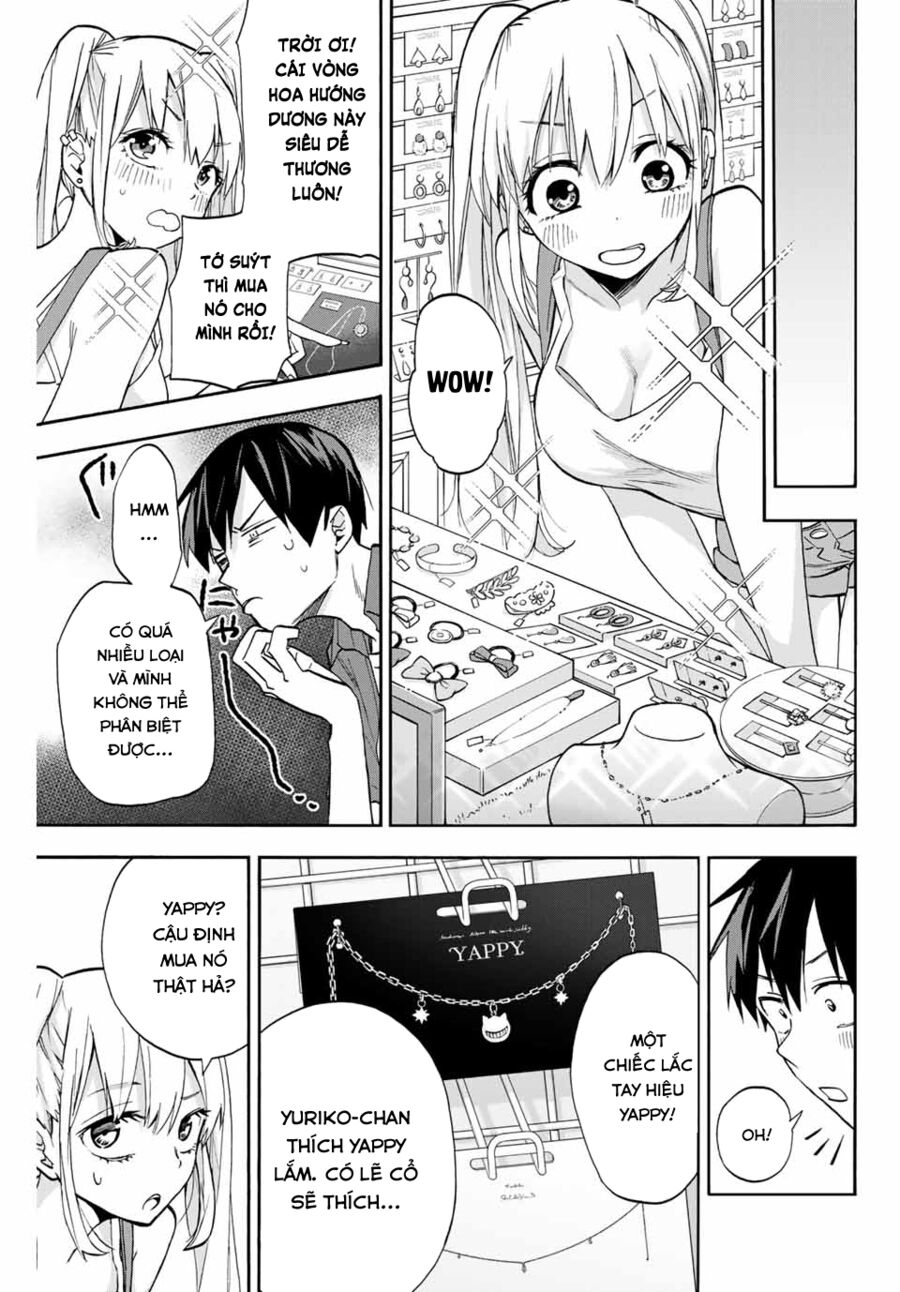 WOW!
TRỜI ƠI!
CÁI VÒNG
HOA HƯỚNG
DƯƠNG NÀY
SIÊU DỄ
THƯƠNG
LUÔN!
TỚ SUÝT
THÌ MUA
NÓ CHO
MÌNH RỒI!
ぐ
HMM
...
にゃ
CÓ QUÁ
NHIỀU LOẠI
VÀ MÌNH
KHÔNG THỂ
PHÂN BIỆT
ĐƯỢC...
OH!
MỘT
CHIẾC LẮC
TAY HIỆU
YAPPY!
YAPPY
YURIKO-CHAN
THÍCH YAPPY
LẮM. CÓ LẼ CỔ
SẼ THÍCH...
YAPPY?
CẬU ĐỊNH
MUA NÓ
THẬT HẢ?